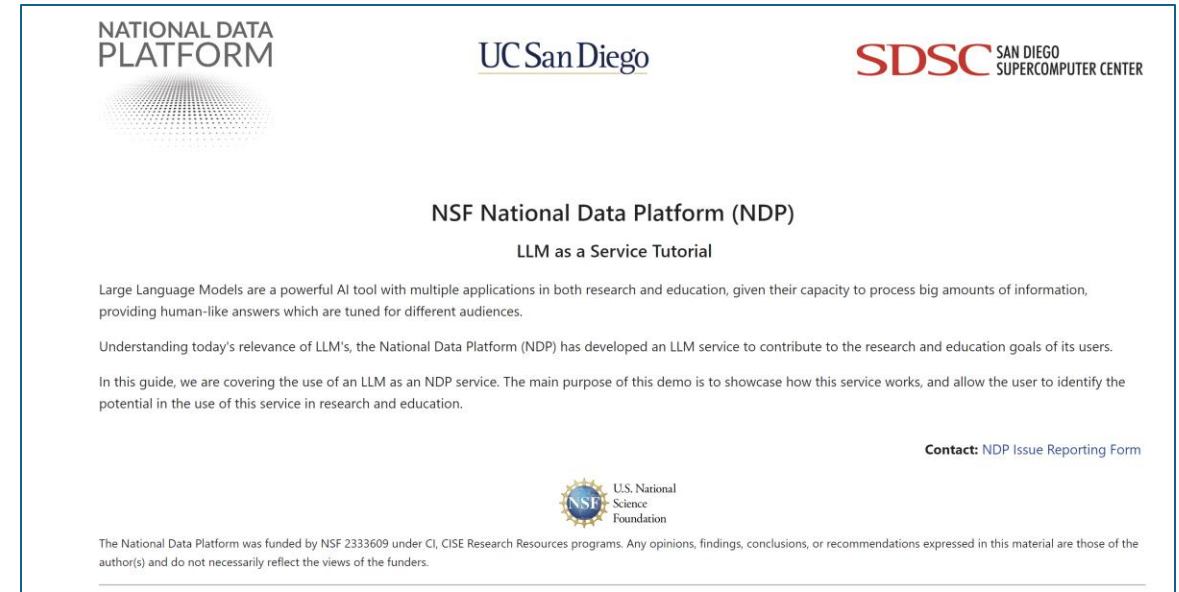 NATIONAL DATA
PLATFORM
UC San Diego
SDSC SAN DIEGO
SUPERCOMPUTER CENTER
NSF National Data Platform (NDP)
LLM as a Service Tutorial
Large Language Models are a powerful AI tool with multiple applications in both research and education, given their capacity to process big amounts of information,
providing human-like answers which are tuned for different audiences.
Understanding today's relevance of LLM's, the National Data Platform (NDP) has developed an LLM service to contribute to the research and education goals of its users.
In this guide, we are covering the use of an LLM as an NDP service. The main purpose of this demo is to showcase how this service works, and allow the user to identify the
potential in the use of this service in research and education.
Contact: NDP Issue Reporting Form
NSF
U.S. National
Science
Foundation
The National Data Platform was funded by NSF 2333609 under CI, CISE Research Resources programs. Any opinions, findings, conclusions, or recommendations expressed in this material are those of the
author(s) and do not necessarily reflect the views of the funders.